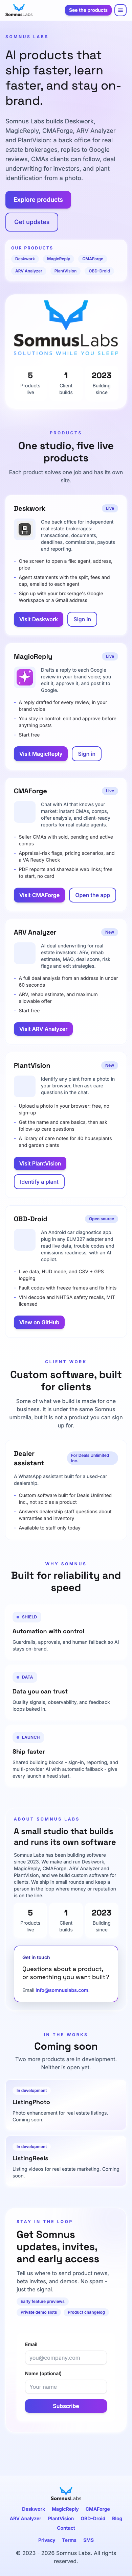 SomnusLabs
See the products
SOMNUS LABS
AI products that
ship faster, learn
faster, and stay on-
brand.
Somnus Labs builds Deskwork,
MagicReply, CMAForge, ARV Analyzer
and PlantVision: a back office for real
estate brokerages, replies to Google
reviews, CMAs clients can follow, deal
underwriting for investors, and plant
identification from a photo.
Explore products
Get updates
OUR PRODUCTS
Deskwork MagicReply CMAForge
ARV Analyzer PlantVision OBD-Droid
SomnusLabs
SOLUTIONS WHILE YOU SLEEP
5 1 2023
Products Client Building
live builds since
PRODUCTS
One studio, five live
products
Each product solves one job and has its own
site.
Deskwork Live
One back office for independent
real estate brokerages:
transactions, documents,
deadlines, commissions, payouts
and reporting.
One screen to open a file: agent, address,
price
Agent statements with the split, fees and
cap, emailed to each agent
Sign up with your brokerage's Google
Workspace or a Gmail address
Visit Deskwork Sign in
MagicReply Live
Drafts a reply to each Google
review in your brand voice; you
edit it, approve it, and post it to
Google.
A reply drafted for every review, in your
brand voice
You stay in control: edit and approve before
anything posts
Start free
Visit MagicReply Sign in
CMAForge Live
Chat with AI that knows your
market: instant CMAs, comps,
offer analysis, and client-ready
reports for real estate agents.
Seller CMAs with sold, pending and active
comps
Appraisal-risk flags, pricing scenarios, and
a VA Ready Check
PDF reports and shareable web links; free
to start, no card
Visit CMAForge Open the app
ARV Analyzer New
AI deal underwriting for real
estate investors: ARV, rehab
estimate, MAO, deal score, risk
flags and exit strategies.
A full deal analysis from an address in under
60 seconds
ARV, rehab estimate, and maximum
allowable offer
Start free
Visit ARV Analyzer
PlantVision New
Identify any plant from a photo in
your browser, then ask care
questions in the chat.
Upload a photo in your browser: free, no
sign-up
Get the name and care basics, then ask
follow-up care questions
A library of care notes for 40 houseplants
and garden plants
Visit PlantVision
Identify a plant
OBD-Droid Open source
An Android car diagnostics app:
plug in any ELM327 adapter and
read live data, trouble codes and
emissions readiness, with an AI
copilot.
Live data, HUD mode, and CSV + GPS
logging
Fault codes with freeze frames and fix hints
VIN decode and NHTSA safety recalls, MIT
licensed
View on GitHub
CLIENT WORK
Custom software, built
for clients
Some of what we build is made for one
business. It is under the same Somnus
umbrella, but it is not a product you can sign
up for.
Dealer
assistant
For Deals Unlimited
Inc.
A WhatsApp assistant built for a used-car
dealership.
Custom software built for Deals Unlimited
Inc., not sold as a product
Answers dealership staff questions about
warranties and inventory
Available to staff only today
WHY SOMNUS
Built for reliability and
speed
SHIELD
Automation with control
Guardrails, approvals, and human fallback so AI
stays on-brand.
DATA
Data you can trust
Quality signals, observability, and feedback
loops baked in.
LAUNCH
Ship faster
Shared building blocks - sign-in, reporting, and
multi-provider AI with automatic fallback - give
every launch a head start.
ABOUT SOMNUS LABS
A small studio that builds
and runs its own software
Somnus Labs has been building software
since 2023. We make and run Deskwork,
MagicReply, CMAForge, ARV Analyzer and
PlantVision, and we build custom software for
clients. We ship in small rounds and keep a
person in the loop where money or reputation
is on the line.
5 1 2023
Products Client Building
live builds since
Get in touch
Questions about a product,
or something you want built?
Email info@somnuslabs.com.
IN THE WORKS
Coming soon
Two more products are in development.
Neither is open yet.
In development
ListingPhoto
Photo enhancement for real estate listings.
Coming soon.
In development
ListingReels
Listing videos for real estate marketing. Coming
soon.
STAY IN THE LOOP
Get Somnus
updates, invites,
and early access
Tell us where to send product news,
invites, and demos. No spam -
just the signal.
Early feature previews
Private demo slots Product changelog
Email
you@company.com
Name (optional)
Your name
Subscribe
SomnusLabs
Deskwork MagicReply CMAForge
ARV Analyzer PlantVision OBD-Droid Blog
Contact
Privacy Terms SMS
© 2023 - 2026 Somnus Labs. All rights
reserved.